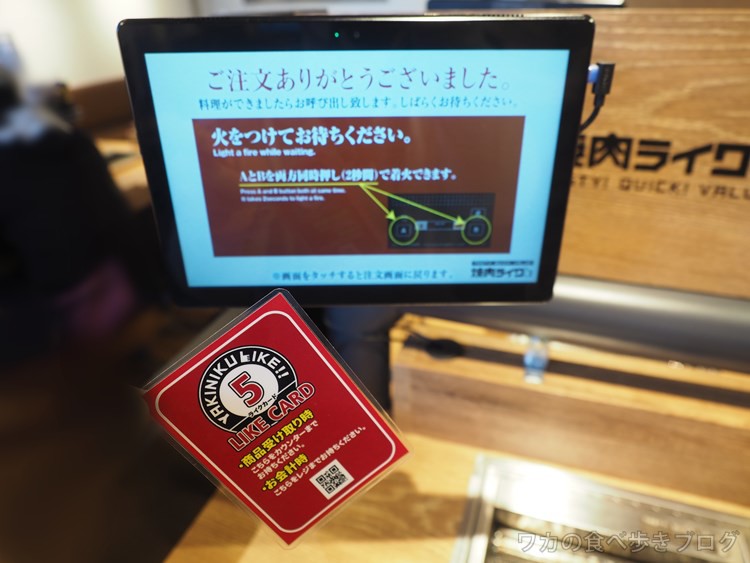 ご注文ありがとうございました。
料理ができましたらお呼び出し致します。しばらくお待ちください。
火をつけてお待ちください。
Light a fire while waiting.
AとBを両方同時押し(2秒間)で着火できます。
Press A and B button both at same time.
It takes 2seconds to light a fire.
A
B
※画面をタッチすると注文画面に戻ります。
焼肉ライク
焼肉ライク
TY! QUICK! VALU
YAKINIKU LIKE!!
5
ライクカード
LIKE CARD
・商品受け取り時
こちらをカウンターまで
お持ちください。
・お会計時
こちらをレジまでお持ちください。
ワカの食べ歩きブログ